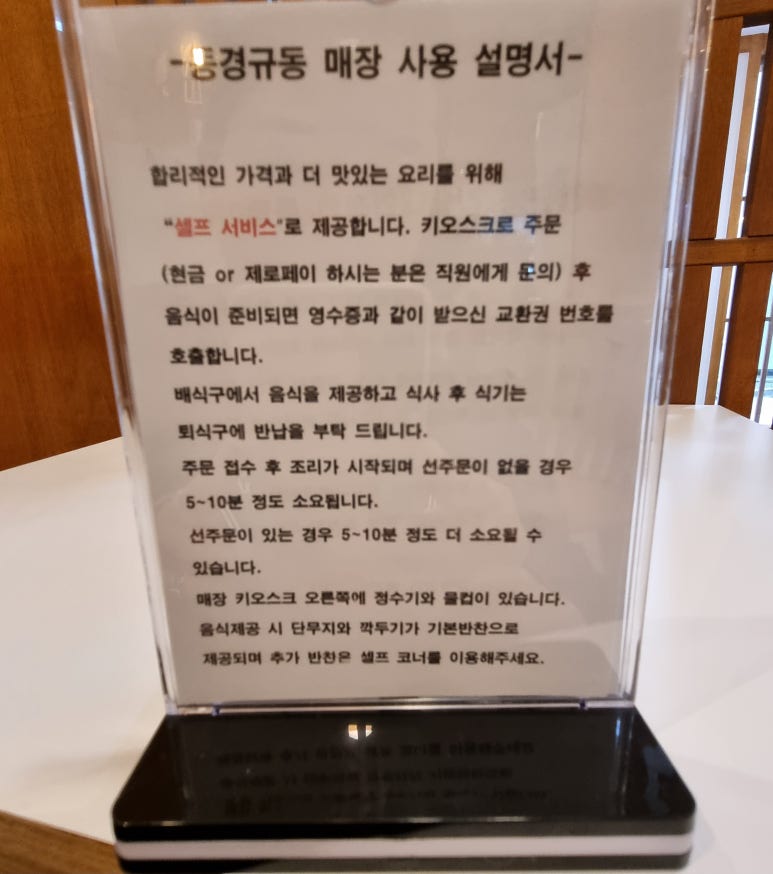 -동경규동 매장 사용 설명서-
합리적인 가격과 더 맛있는 요리를 위해
"셀프 서비스"로 제공합니다. 키오스크로 주문
(현금 or 제로페이 하시는 분은 직원에게 문의) 후
음식이 준비되면 영수증과 같이 받으신 교환권 번호를
호출합니다.
배식구에서 음식을 제공하고 식사 후 식기는
퇴식구에 반납을 부탁 드립니다.
주문 접수 후 조리가 시작되며 선주문이 없을 경우
5~10분 정도 소요됩니다.
선주문이 있는 경우 5~10분 정도 더 소요될 수
있습니다.
매장 키오스크 오른쪽에 정수기와 물컵이 있습니다.
음식제공 시 단무지와 깍두기가 기본반찬으로
제공되며 추가 반찬은 셀프 코너를 이용해주세요.